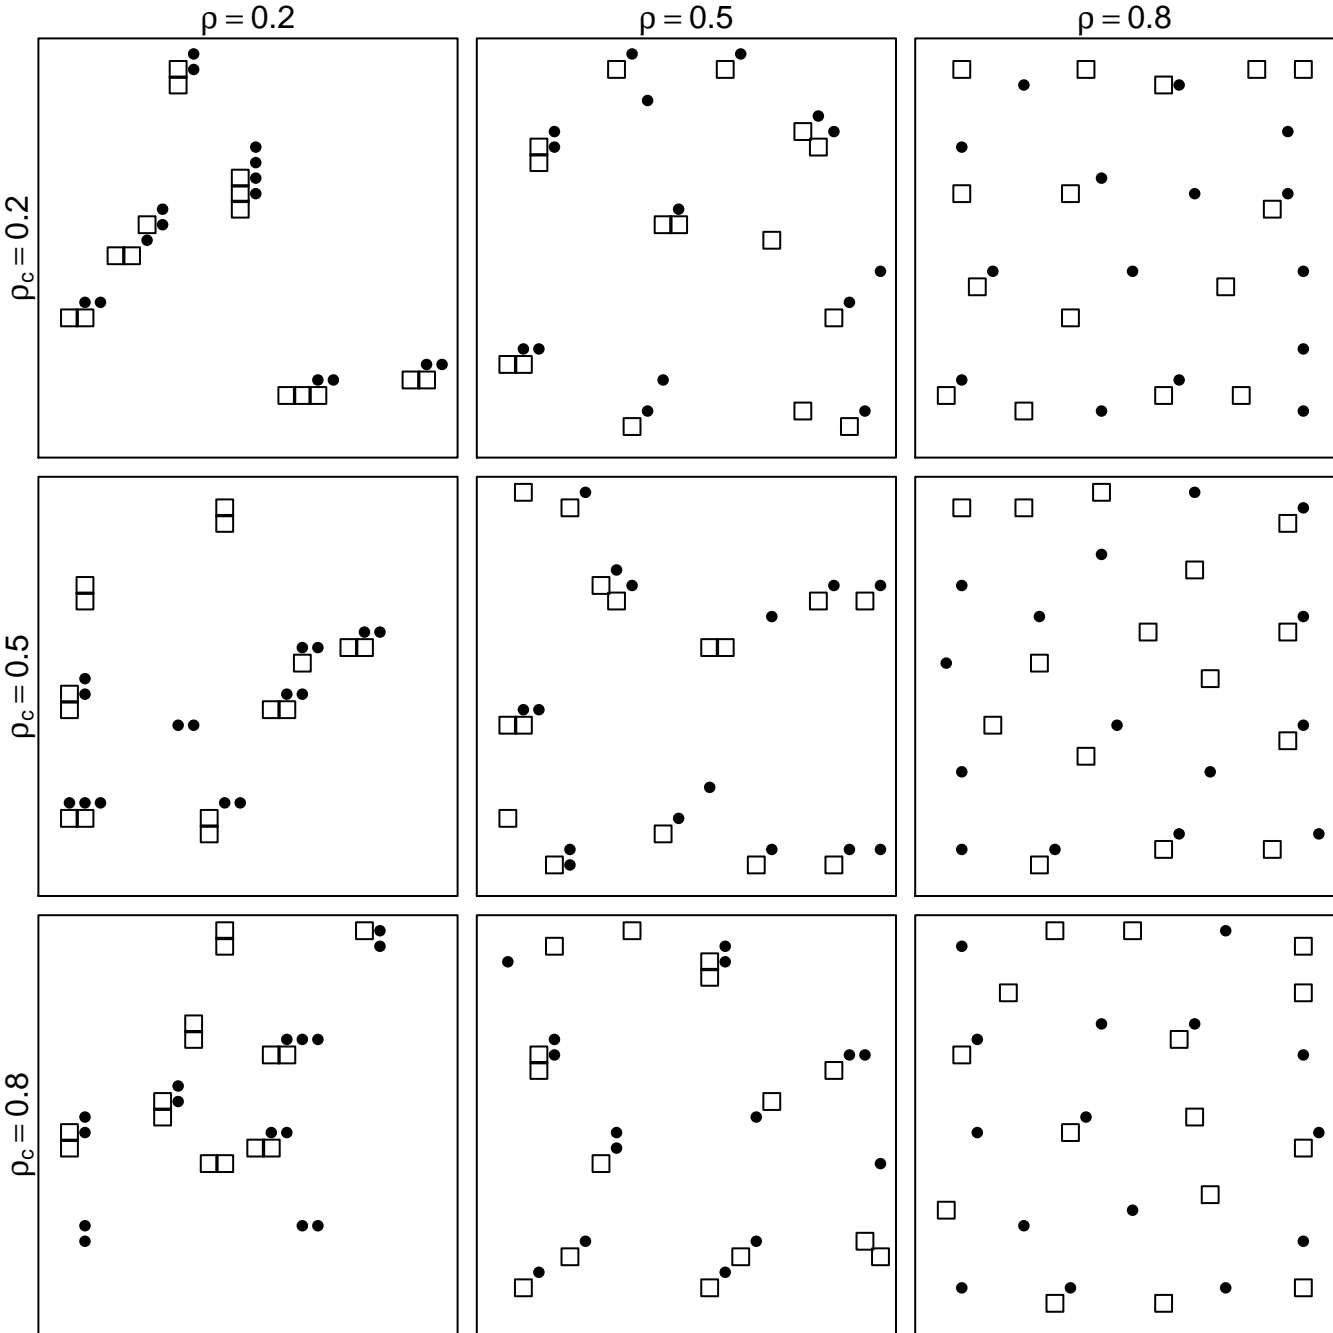 ρ = 0.2
ρ = 0.5
ρ = 0.8
ρc = 0.2
ρc = 0.5
ρc = 0.8